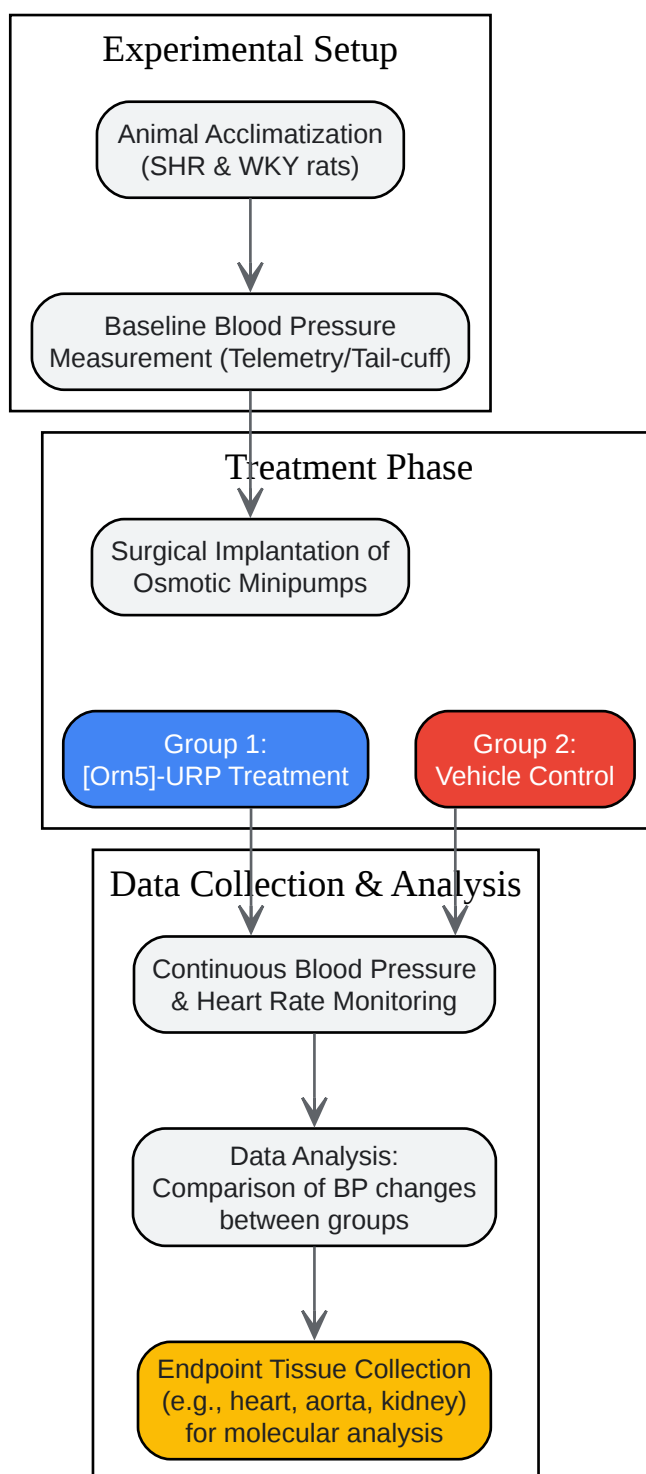 Experimental Setup
Animal Acclimatization
(SHR & WKY rats)
Baseline Blood Pressure
Measurement (Telemetry/Tail-cuff)
Treatment Phase
Surgical Implantation of
Osmotic Minipumps
Group 1:
[Orn5]-URP Treatment
Group 2:
Vehicle Control
Data Collection & Analysis
Continuous Blood Pressure
& Heart Rate Monitoring
Data Analysis:
Comparison of BP changes
between groups
Endpoint Tissue Collection
(e.g., heart, aorta, kidney)
for molecular analysis